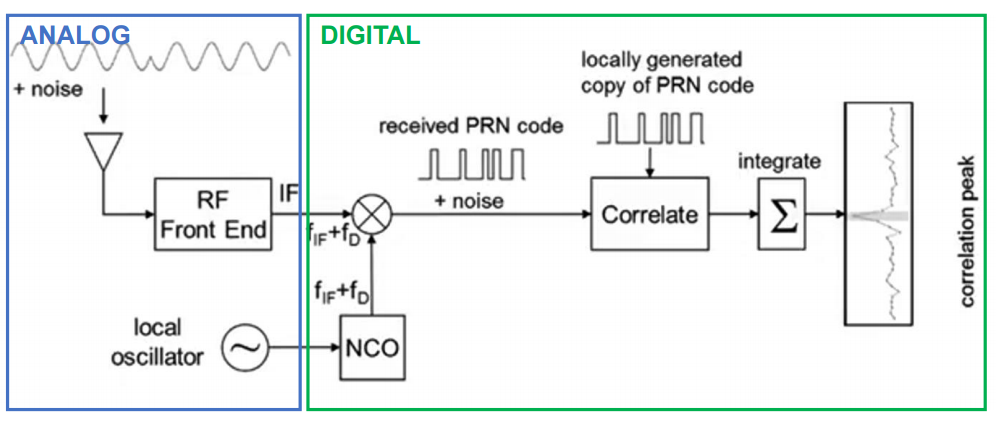 ANALOG
DIGITAL
+ noise
RF
Front End
IF
f_IF+f_D
f_IF+f_D
local
oscillator
NCO
received PRN code
+ noise
locally generated
copy of PRN code
Correlate
integrate
Σ
correlation peak